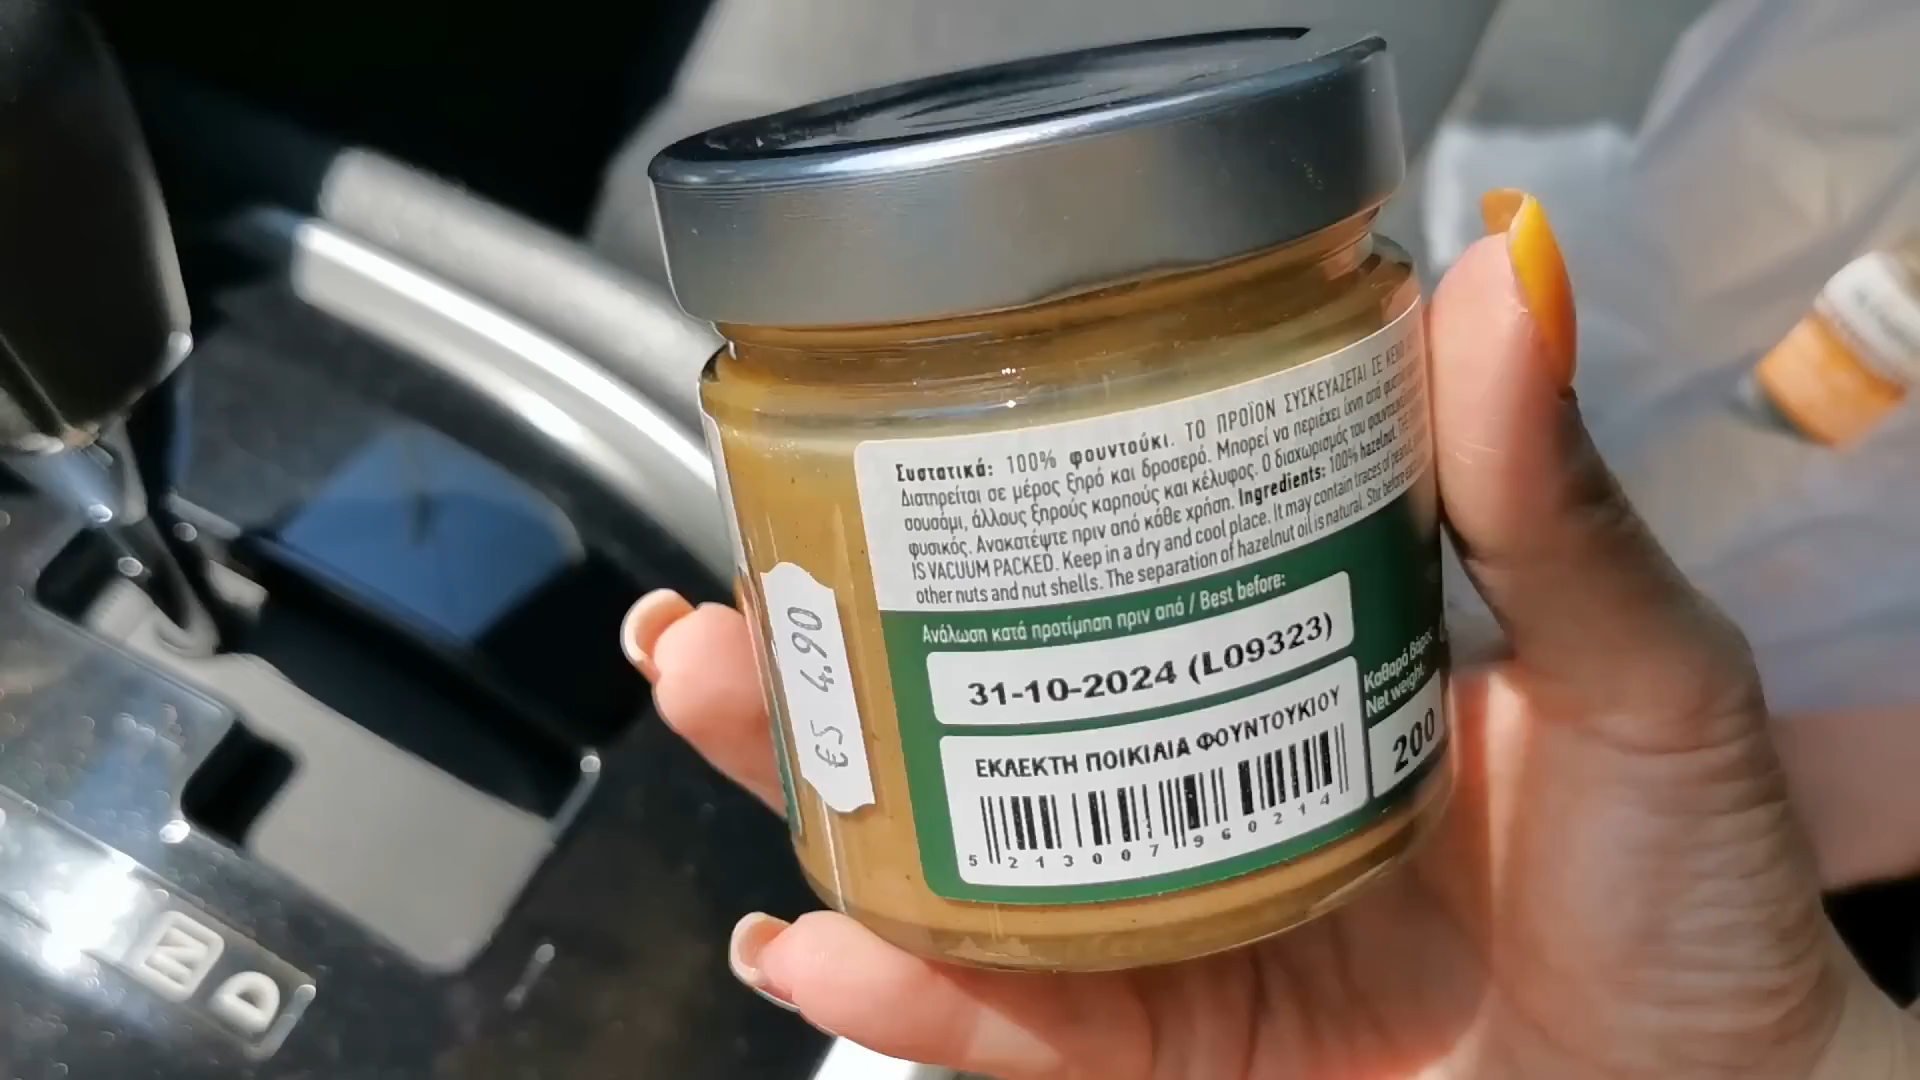 Συστατικά: 100% φουντούκι. ΤΟ ΠΡΟΪΟΝ ΣΥΣΚΕΥΑΖΕΤΑΙ ΣΕ ΚΕΝΟ
Διατηρείται σε μέρος ξηρό και δροσερό. Μπορεί να περιέχει ίχνη από
σουσάμι, άλλους ξηρούς καρπούς και κέλυφος. Ο διαχωρισμός του
φυσικός. Ανακατέψτε πριν από κάθε χρήση. Ingredients: 100% hazelnut. THE
IS VACUUM PACKED. Keep in a dry and cool place. It may contain traces of peanut,
other nuts and nut shells. The separation of hazelnut oil is natural. Stir before
Ανάλωση κατά προτίμηση πριν από / Best before:
31-10-2024 (L09323)
ΕΚΛΕΚΤΗ ΠΟΙΚΙΛΙΑ ΦΟΥΝΤΟΥΚΙΟΥ
5 213007 960214
Καθαρό βάρος
Net weight
200
€5 4.90
N
D